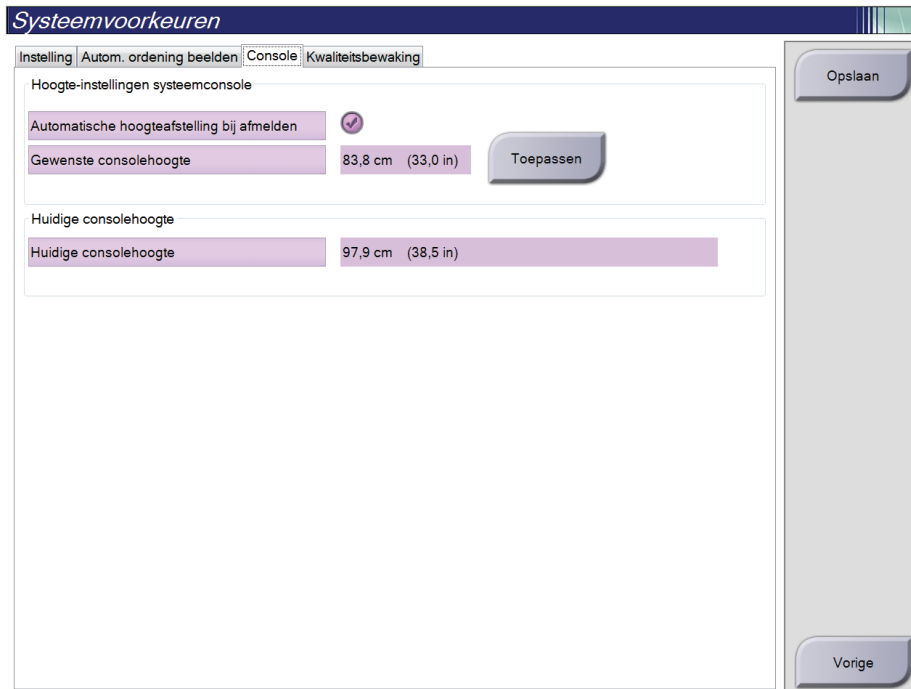 Systeemvoorkeuren
Instelling Autom. ordening beelden Console Kwaliteitsbewaking
Opslaan
Hoogte-instellingen systeemconsole
Automatische hoogteafstelling bij afmelden
Gewenste consolehoogte 83,8 cm (33,0 in) Toepassen
Huidige consolehoogte
Huidige consolehoogte 97,9 cm (38,5 in)
Vorige